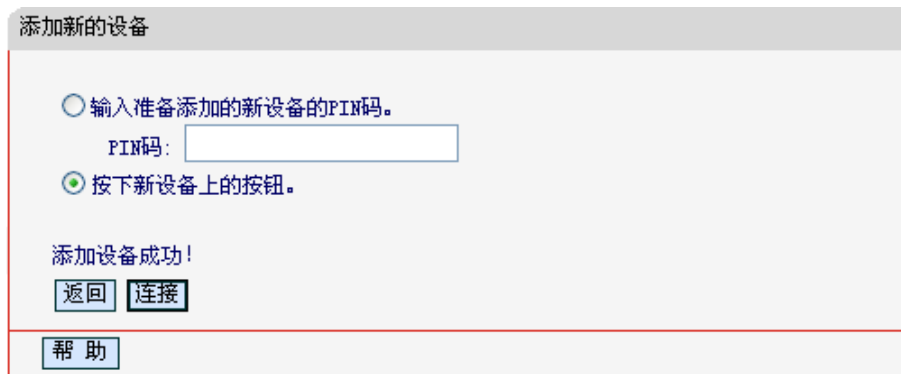 添加新的设备
输入准备添加的新设备的PIN码。
PIN码:
按下新设备上的按钮。
添加设备成功!
返回 连接
帮 助